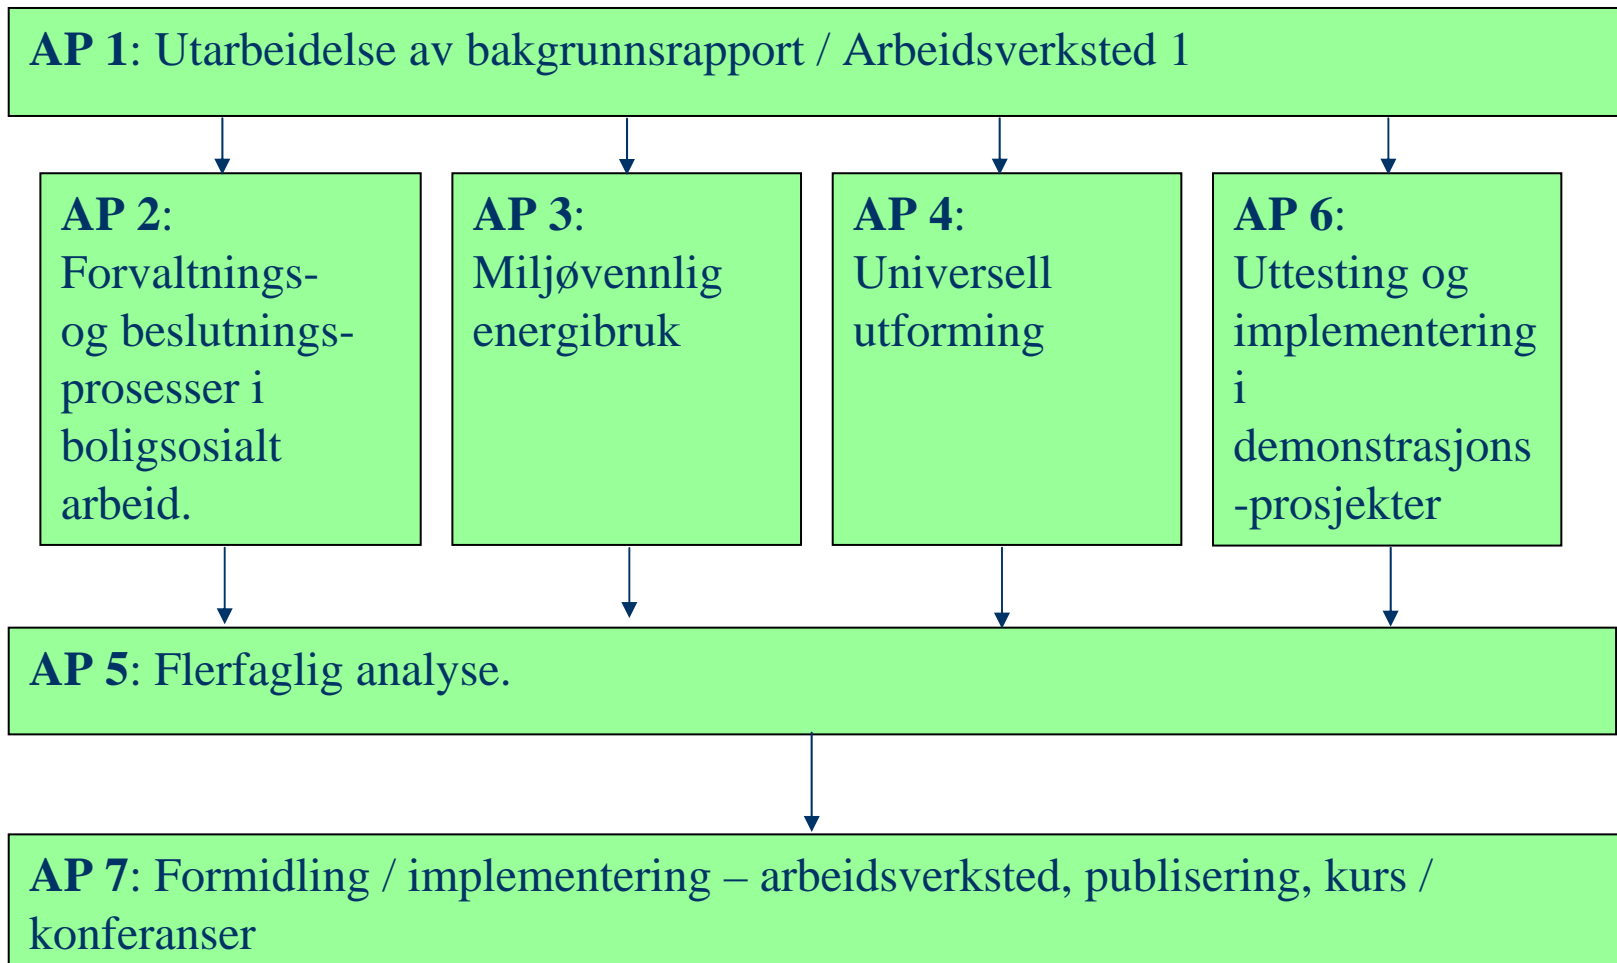 AP 1: Utarbeidelse av bakgrunnsrapport / Arbeidsverksted 1
AP 2:
Forvaltnings-
og beslutnings-
prosesser i
boligsosialt
arbeid.
AP 3:
Miljøvennlig
energibruk
AP 4:
Universell
utforming
AP 6:
Uttesting og
implementering
i
demonstrasjons
-prosjekter
AP 5: Flerfaglig analyse.
AP 7: Formidling / implementering – arbeidsverksted, publisering, kurs /
konferanser